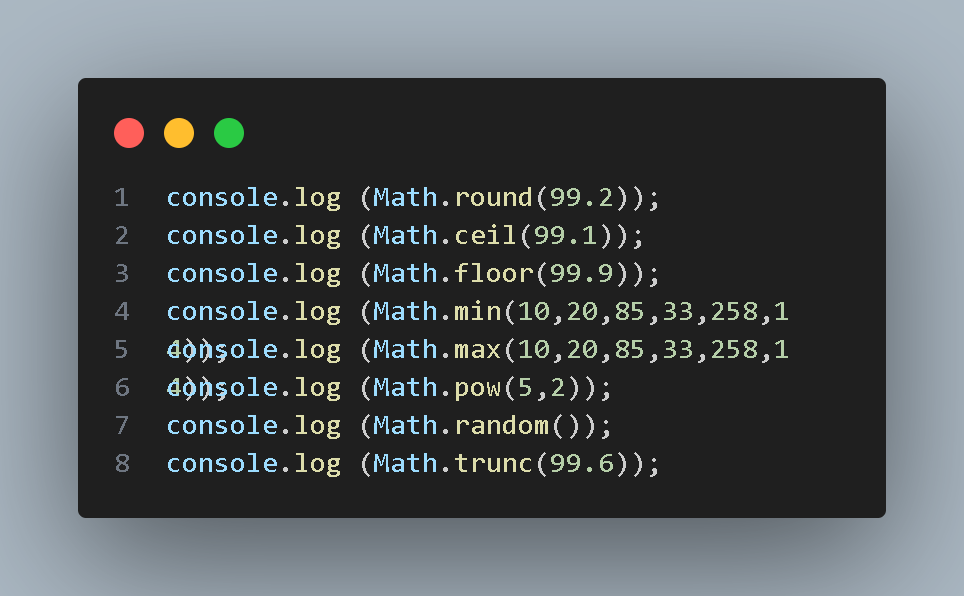 1 console.log (Math.round(99.2));
2 console.log (Math.ceil(99.1));
3 console.log (Math.floor(99.9));
4 console.log (Math.min(10,20,85,33,258,1
4));
5 console.log (Math.max(10,20,85,33,258,1
4));
6 console.log (Math.pow(5,2));
7 console.log (Math.random());
8 console.log (Math.trunc(99.6));